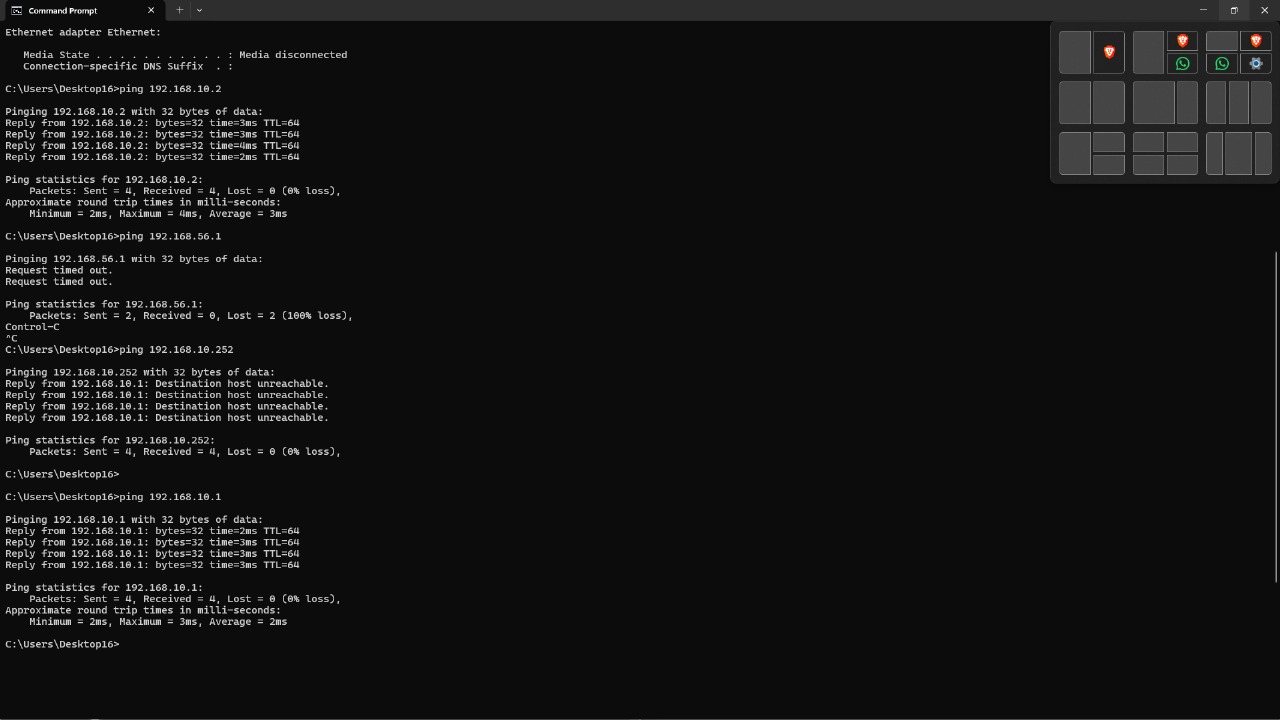 Command Prompt
Ethernet adapter Ethernet:
   Media State . . . . . . . . . . . : Media disconnected
   Connection-specific DNS Suffix  . :
C:\Users\Desktop16>ping 192.168.10.2
Pinging 192.168.10.2 with 32 bytes of data:
Reply from 192.168.10.2: bytes=32 time=3ms TTL=64
Reply from 192.168.10.2: bytes=32 time=3ms TTL=64
Reply from 192.168.10.2: bytes=32 time=4ms TTL=64
Reply from 192.168.10.2: bytes=32 time=2ms TTL=64
Ping statistics for 192.168.10.2:
    Packets: Sent = 4, Received = 4, Lost = 0 (0% loss),
Approximate round trip times in milli-seconds:
    Minimum = 2ms, Maximum = 4ms, Average = 3ms
C:\Users\Desktop16>ping 192.168.56.1
Pinging 192.168.56.1 with 32 bytes of data:
Request timed out.
Request timed out.
Ping statistics for 192.168.56.1:
    Packets: Sent = 2, Received = 0, Lost = 2 (100% loss),
Control-C
^C
C:\Users\Desktop16>ping 192.168.10.252
Pinging 192.168.10.252 with 32 bytes of data:
Reply from 192.168.10.1: Destination host unreachable.
Reply from 192.168.10.1: Destination host unreachable.
Reply from 192.168.10.1: Destination host unreachable.
Reply from 192.168.10.1: Destination host unreachable.
Ping statistics for 192.168.10.252:
    Packets: Sent = 4, Received = 4, Lost = 0 (0% loss),
C:\Users\Desktop16>
C:\Users\Desktop16>ping 192.168.10.1
Pinging 192.168.10.1 with 32 bytes of data:
Reply from 192.168.10.1: bytes=32 time=2ms TTL=64
Reply from 192.168.10.1: bytes=32 time=3ms TTL=64
Reply from 192.168.10.1: bytes=32 time=3ms TTL=64
Reply from 192.168.10.1: bytes=32 time=3ms TTL=64
Ping statistics for 192.168.10.1:
    Packets: Sent = 4, Received = 4, Lost = 0 (0% loss),
Approximate round trip times in milli-seconds:
    Minimum = 2ms, Maximum = 3ms, Average = 2ms
C:\Users\Desktop16>